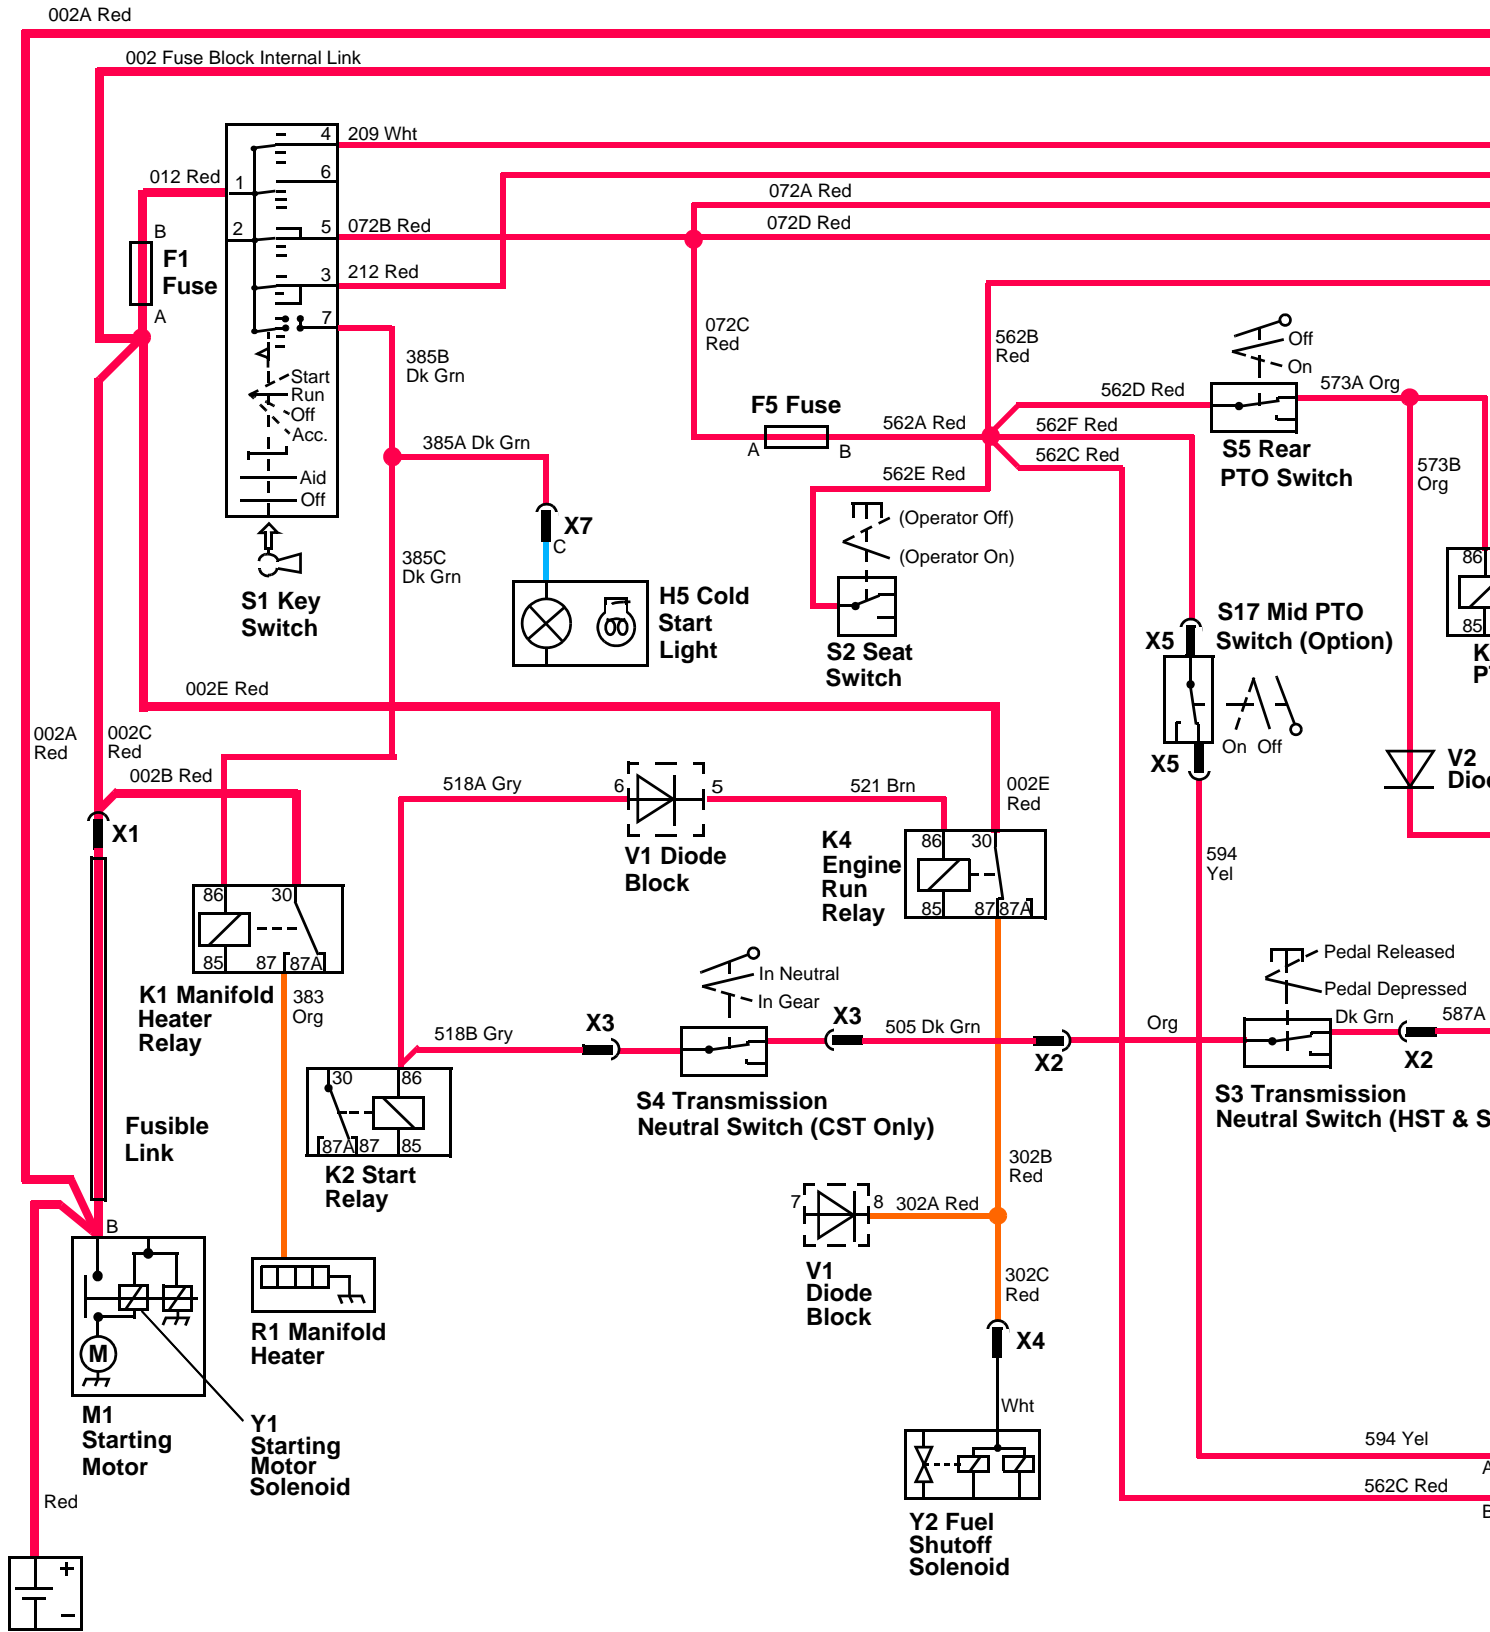 002A Red
002 Fuse Block Internal Link
4
209 Wht
012 Red
1
6
072A Red
B
2
5
072B Red
072D Red
F1
Fuse
3
212 Red
A
7
072C
Red
562B
Red
Off
On
385B
Dk Grn
Start
Run
Off
Acc.
562D Red
573A Org
F5 Fuse
385A Dk Grn
A
B
562A Red
562F Red
562C Red
S5 Rear
PTO Switch
573B
Org
Aid
Off
562E Red
X7
C
(Operator Off)
(Operator On)
385C
Dk Grn
86
85
S1 Key
Switch
H5 Cold
Start
Light
S2 Seat
Switch
X5
S17 Mid PTO
Switch (Option)
K
P
002E Red
002A
Red
002C
Red
On Off
X5
V2
Dio
002B Red
518A Gry
6
5
521 Brn
002E
Red
X1
V1 Diode
Block
K4
Engine
Run
Relay
86
30
85
87
87A
594
Yel
86
30
85
87
87A
K1 Manifold
Heater
Relay
383
Org
In Neutral
In Gear
Pedal Released
Pedal Depressed
518B Gry
X3
X3
505 Dk Grn
X2
Org
Dk Grn
587A
X2
30
86
87A
87
85
S4 Transmission
Neutral Switch (CST Only)
S3 Transmission
Neutral Switch (HST & S
Fusible
Link
K2 Start
Relay
302B
Red
7
8
302A Red
B
V1
Diode
Block
302C
Red
R1 Manifold
Heater
X4
M
M1
Starting
Motor
Y1
Starting
Motor
Solenoid
Wht
594 Yel
A
562C Red
B
Red
Y2 Fuel
Shutoff
Solenoid
+
–